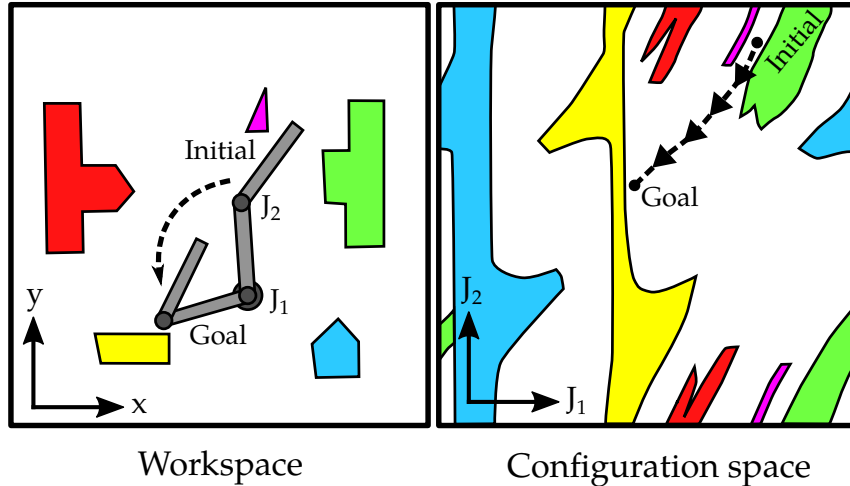 Initial
J2
y
J1
Goal
x
Workspace
Initial
Goal
J2
J1
Configuration space